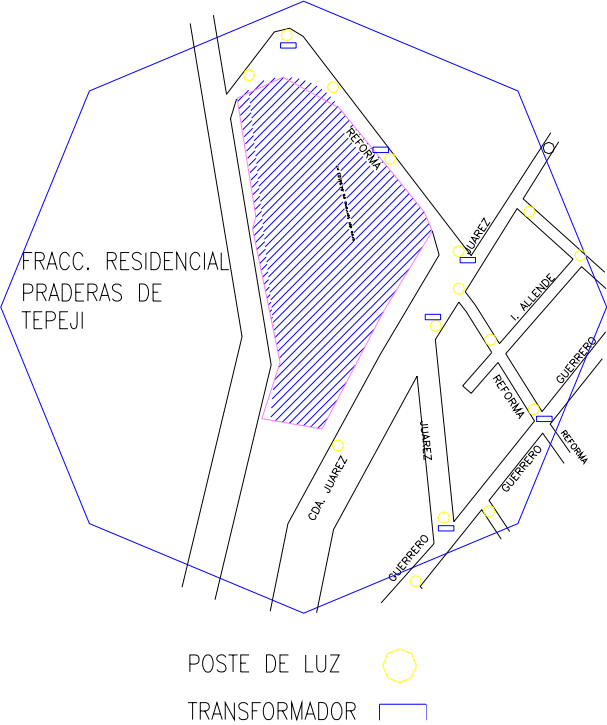 REFORMA
JUAREZ
FRACC. RESIDENCIAL
PRADERAS DE
TEPEJI
I. ALLENDE
GUERRERO
REFORMA
JUAREZ
REFORMA
GUERRERO
CDA. JUAREZ
GUERRERO
POSTE DE LUZ
TRANSFORMADOR